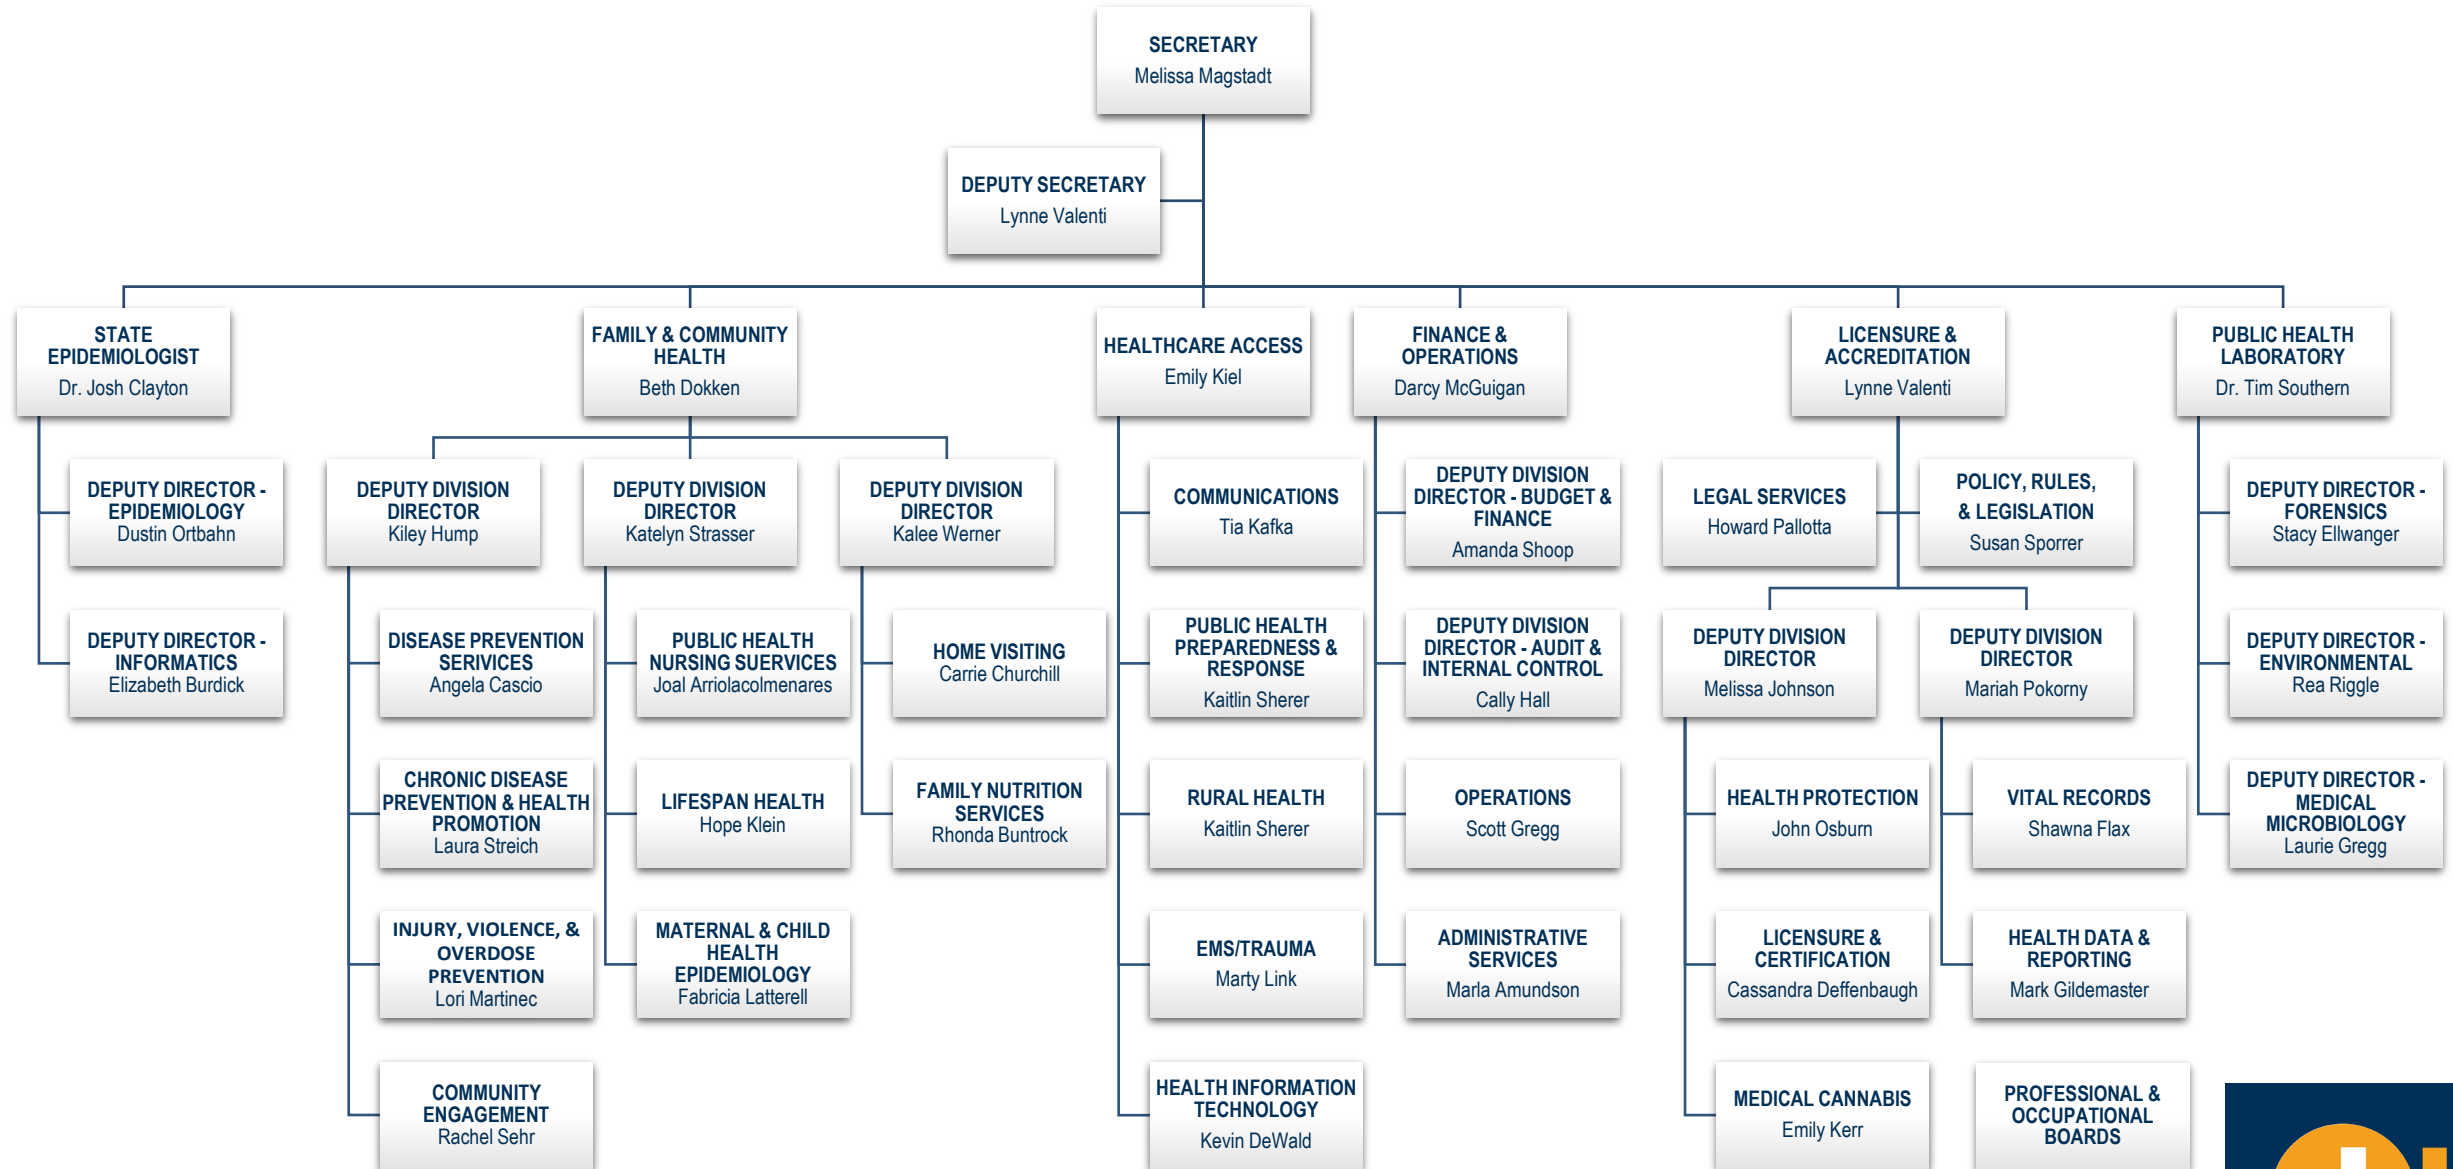 SECRETARY
Melissa Magstadt
DEPUTY SECRETARY
Lynne Valenti
STATE
EPIDEMIOLOGIST
Dr. Josh Clayton
DEPUTY DIRECTOR -
EPIDEMIOLOGY
Dustin Ortbahn
DEPUTY DIRECTOR -
INFORMATICS
Elizabeth Burdick
FAMILY & COMMUNITY
HEALTH
Beth Dokken
DEPUTY DIVISION
DIRECTOR
Kiley Hump
DISEASE PREVENTION
SERIVICES
Angela Cascio
CHRONIC DISEASE
PREVENTION & HEALTH
PROMOTION
Laura Streich
INJURY, VIOLENCE, &
OVERDOSE
PREVENTION
Lori Martinec
COMMUNITY
ENGAGEMENT
Rachel Sehr
DEPUTY DIVISION
DIRECTOR
Katelyn Strasser
PUBLIC HEALTH
NURSING SUERVICES
Joal Arriolacolmenares
LIFESPAN HEALTH
Hope Klein
MATERNAL & CHILD
HEALTH
EPIDEMIOLOGY
Fabricia Latterell
DEPUTY DIVISION
DIRECTOR
Kalee Werner
HOME VISITING
Carrie Churchill
FAMILY NUTRITION
SERVICES
Rhonda Buntrock
HEALTHCARE ACCESS
Emily Kiel
COMMUNICATIONS
Tia Kafka
PUBLIC HEALTH
PREPAREDNESS &
RESPONSE
Kaitlin Sherer
RURAL HEALTH
Kaitlin Sherer
EMS/TRAUMA
Marty Link
HEALTH INFORMATION
TECHNOLOGY
Kevin DeWald
FINANCE &
OPERATIONS
Darcy McGuigan
DEPUTY DIVISION
DIRECTOR - BUDGET &
FINANCE
Amanda Shoop
DEPUTY DIVISION
DIRECTOR - AUDIT &
INTERNAL CONTROL
Cally Hall
OPERATIONS
Scott Gregg
ADMINISTRATIVE
SERVICES
Marla Amundson
LICENSURE &
ACCREDITATION
Lynne Valenti
LEGAL SERVICES
Howard Pallotta
POLICY, RULES,
& LEGISLATION
Susan Sporrer
DEPUTY DIVISION
DIRECTOR
Melissa Johnson
HEALTH PROTECTION
John Osburn
LICENSURE &
CERTIFICATION
Cassandra Deffenbaugh
MEDICAL CANNABIS
Emily Kerr
DEPUTY DIVISION
DIRECTOR
Mariah Pokorny
VITAL RECORDS
Shawna Flax
HEALTH DATA &
REPORTING
Mark Gildemaster
PROFESSIONAL &
OCCUPATIONAL
BOARDS
PUBLIC HEALTH
LABORATORY
Dr. Tim Southern
DEPUTY DIRECTOR -
FORENSICS
Stacy Ellwanger
DEPUTY DIRECTOR -
ENVIRONMENTAL
Rea Riggle
DEPUTY DIRECTOR -
MEDICAL
MICROBIOLOGY
Laurie Gregg